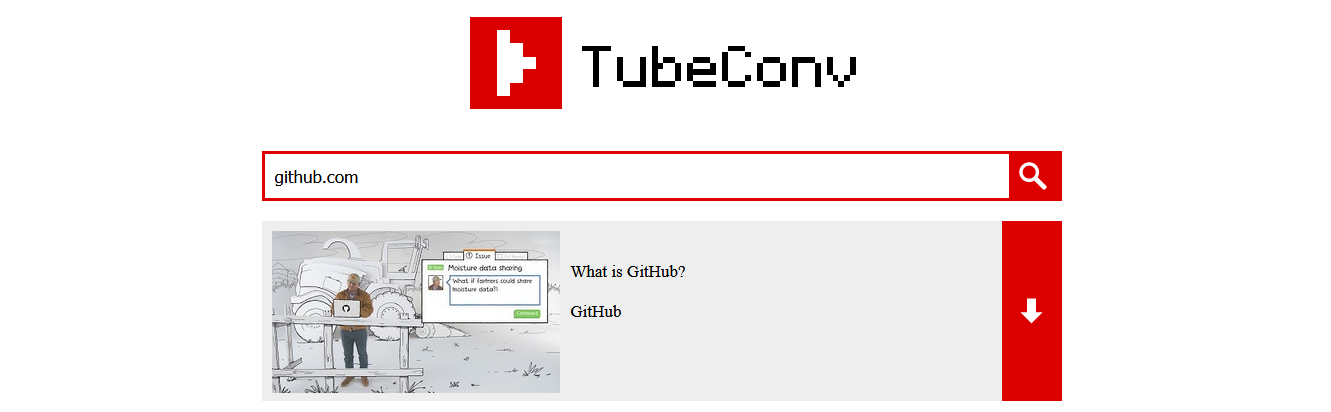 TubeConv
github.com
Issue
Moisture data sharing
What if farmers could share
moisture data?!
Comment
What is GitHub?
GitHub